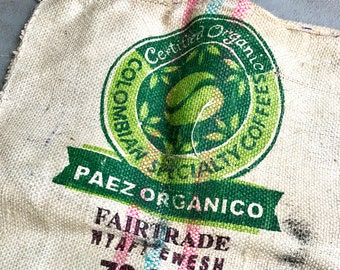 Certified Organic
COLOMBIAN SPECIALTY COFFEES
PAEZ ORGANICO
FAIRTRADE